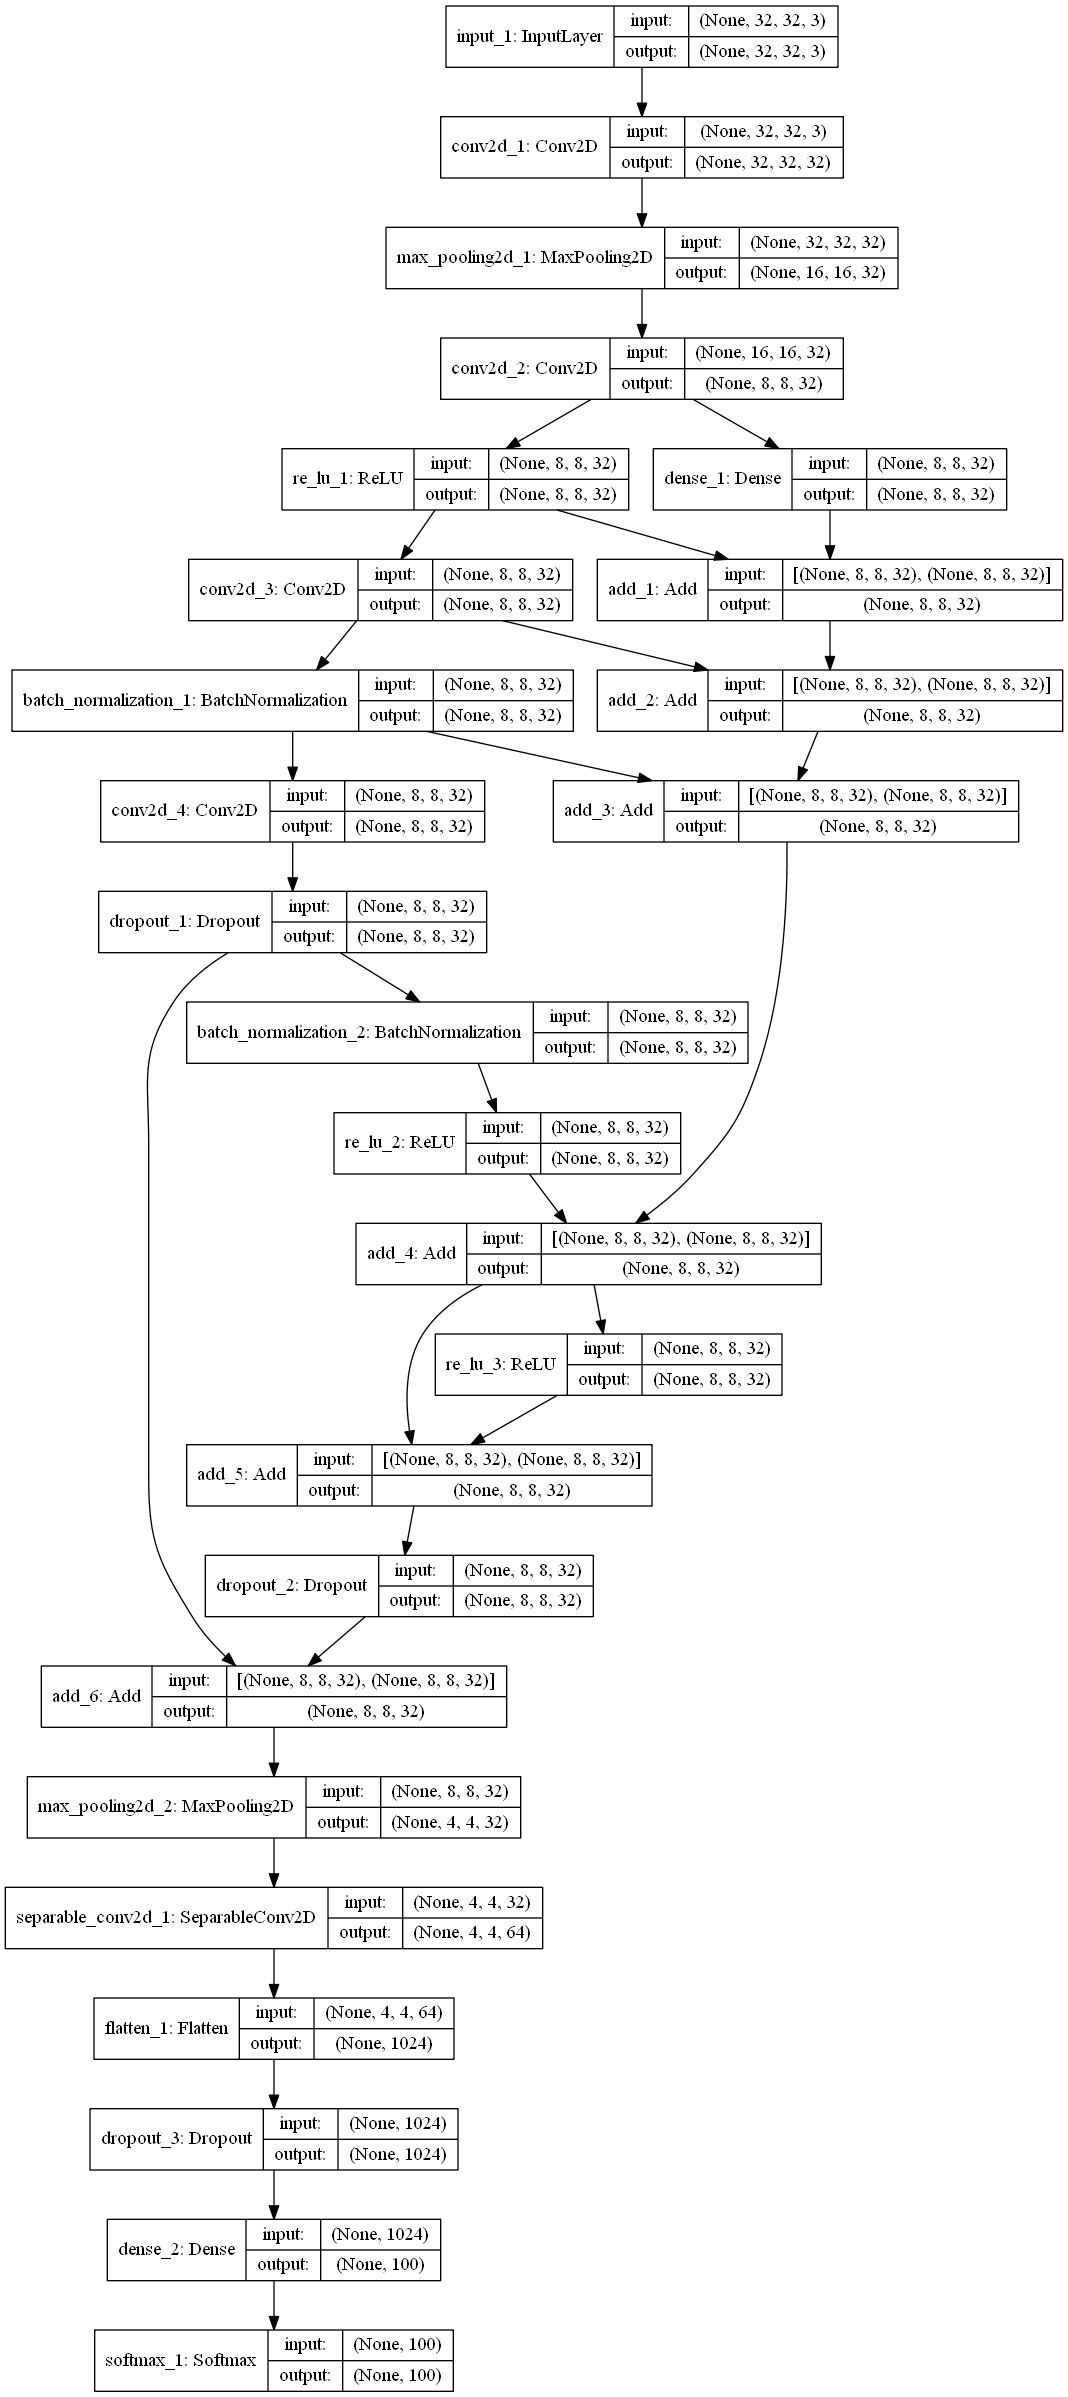 input_1: InputLayer
input: (None, 32, 32, 3)
output: (None, 32, 32, 3)
conv2d_1: Conv2D
input: (None, 32, 32, 3)
output: (None, 32, 32, 32)
max_pooling2d_1: MaxPooling2D
input: (None, 32, 32, 32)
output: (None, 16, 16, 32)
conv2d_2: Conv2D
input: (None, 16, 16, 32)
output: (None, 8, 8, 32)
re_lu_1: ReLU
input: (None, 8, 8, 32)
output: (None, 8, 8, 32)
dense_1: Dense
input: (None, 8, 8, 32)
output: (None, 8, 8, 32)
conv2d_3: Conv2D
input: (None, 8, 8, 32)
output: (None, 8, 8, 32)
add_1: Add
input: [(None, 8, 8, 32), (None, 8, 8, 32)]
output: (None, 8, 8, 32)
batch_normalization_1: BatchNormalization
input: (None, 8, 8, 32)
output: (None, 8, 8, 32)
add_2: Add
input: [(None, 8, 8, 32), (None, 8, 8, 32)]
output: (None, 8, 8, 32)
conv2d_4: Conv2D
input: (None, 8, 8, 32)
output: (None, 8, 8, 32)
add_3: Add
input: [(None, 8, 8, 32), (None, 8, 8, 32)]
output: (None, 8, 8, 32)
dropout_1: Dropout
input: (None, 8, 8, 32)
output: (None, 8, 8, 32)
batch_normalization_2: BatchNormalization
input: (None, 8, 8, 32)
output: (None, 8, 8, 32)
re_lu_2: ReLU
input: (None, 8, 8, 32)
output: (None, 8, 8, 32)
add_4: Add
input: [(None, 8, 8, 32), (None, 8, 8, 32)]
output: (None, 8, 8, 32)
re_lu_3: ReLU
input: (None, 8, 8, 32)
output: (None, 8, 8, 32)
add_5: Add
input: [(None, 8, 8, 32), (None, 8, 8, 32)]
output: (None, 8, 8, 32)
dropout_2: Dropout
input: (None, 8, 8, 32)
output: (None, 8, 8, 32)
add_6: Add
input: [(None, 8, 8, 32), (None, 8, 8, 32)]
output: (None, 8, 8, 32)
max_pooling2d_2: MaxPooling2D
input: (None, 8, 8, 32)
output: (None, 4, 4, 32)
separable_conv2d_1: SeparableConv2D
input: (None, 4, 4, 32)
output: (None, 4, 4, 64)
flatten_1: Flatten
input: (None, 4, 4, 64)
output: (None, 1024)
dropout_3: Dropout
input: (None, 1024)
output: (None, 1024)
dense_2: Dense
input: (None, 1024)
output: (None, 100)
softmax_1: Softmax
input: (None, 100)
output: (None, 100)